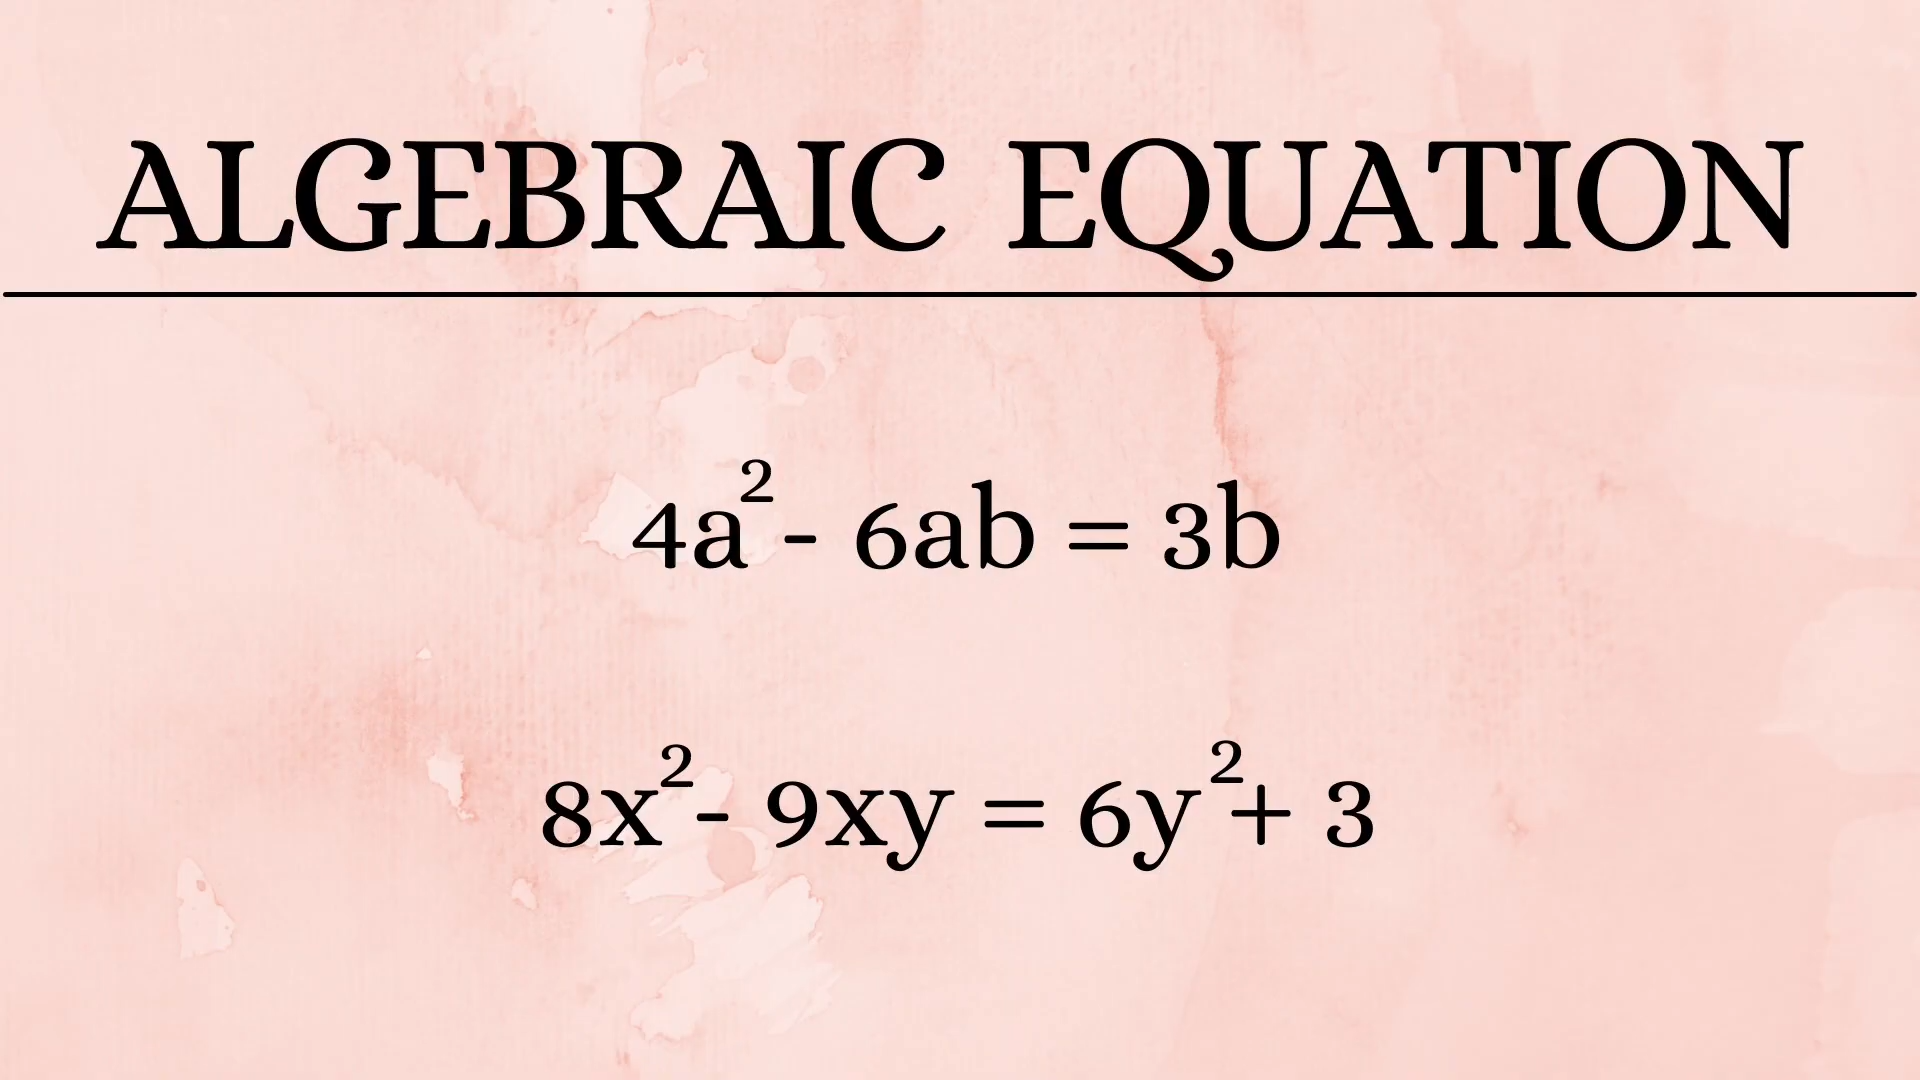 ALGEBRAIC EQUATION
4a²- 6ab = 3b
8x²- 9xy = 6y²+ 3